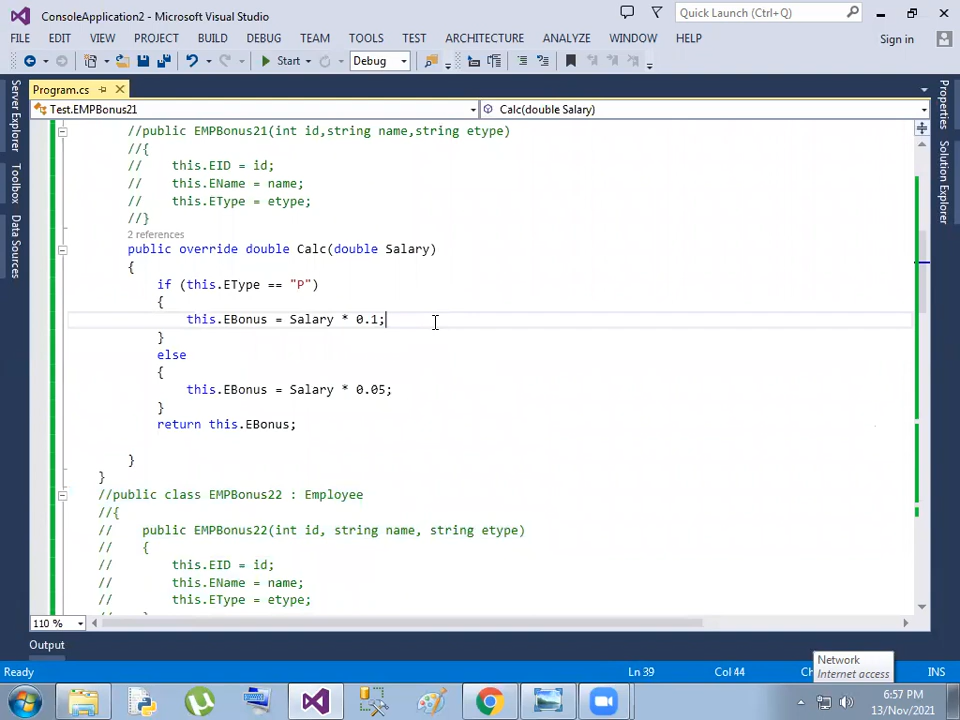 ConsoleApplication2 - Microsoft Visual Studio
Quick Launch (Ctrl+Q)
FILE EDIT VIEW PROJECT BUILD DEBUG TEAM TOOLS TEST ARCHITECTURE ANALYZE WINDOW HELP
Sign in
Start
Debug
Program.cs
Test.EMPBonus21
Calc(double Salary)
Server Explorer
Toolbox
Data Sources
Properties
Solution Explorer
//public EMPBonus21(int id,string name,string etype)
//{
//    this.EID = id;
//    this.EName = name;
//    this.EType = etype;
//}
2 references
public override double Calc(double Salary)
{
if (this.EType == "P")
{
this.EBonus = Salary * 0.1;
}
else
{
this.EBonus = Salary * 0.05;
}
return this.EBonus;
}
}
//public class EMPBonus22 : Employee
//{
//    public EMPBonus22(int id, string name, string etype)
//    {
//        this.EID = id;
//        this.EName = name;
//        this.EType = etype;
//    }
110 %
Output
Ready
Ln 39
Col 44
INS
Network
Internet access
6:57 PM
13/Nov/2021